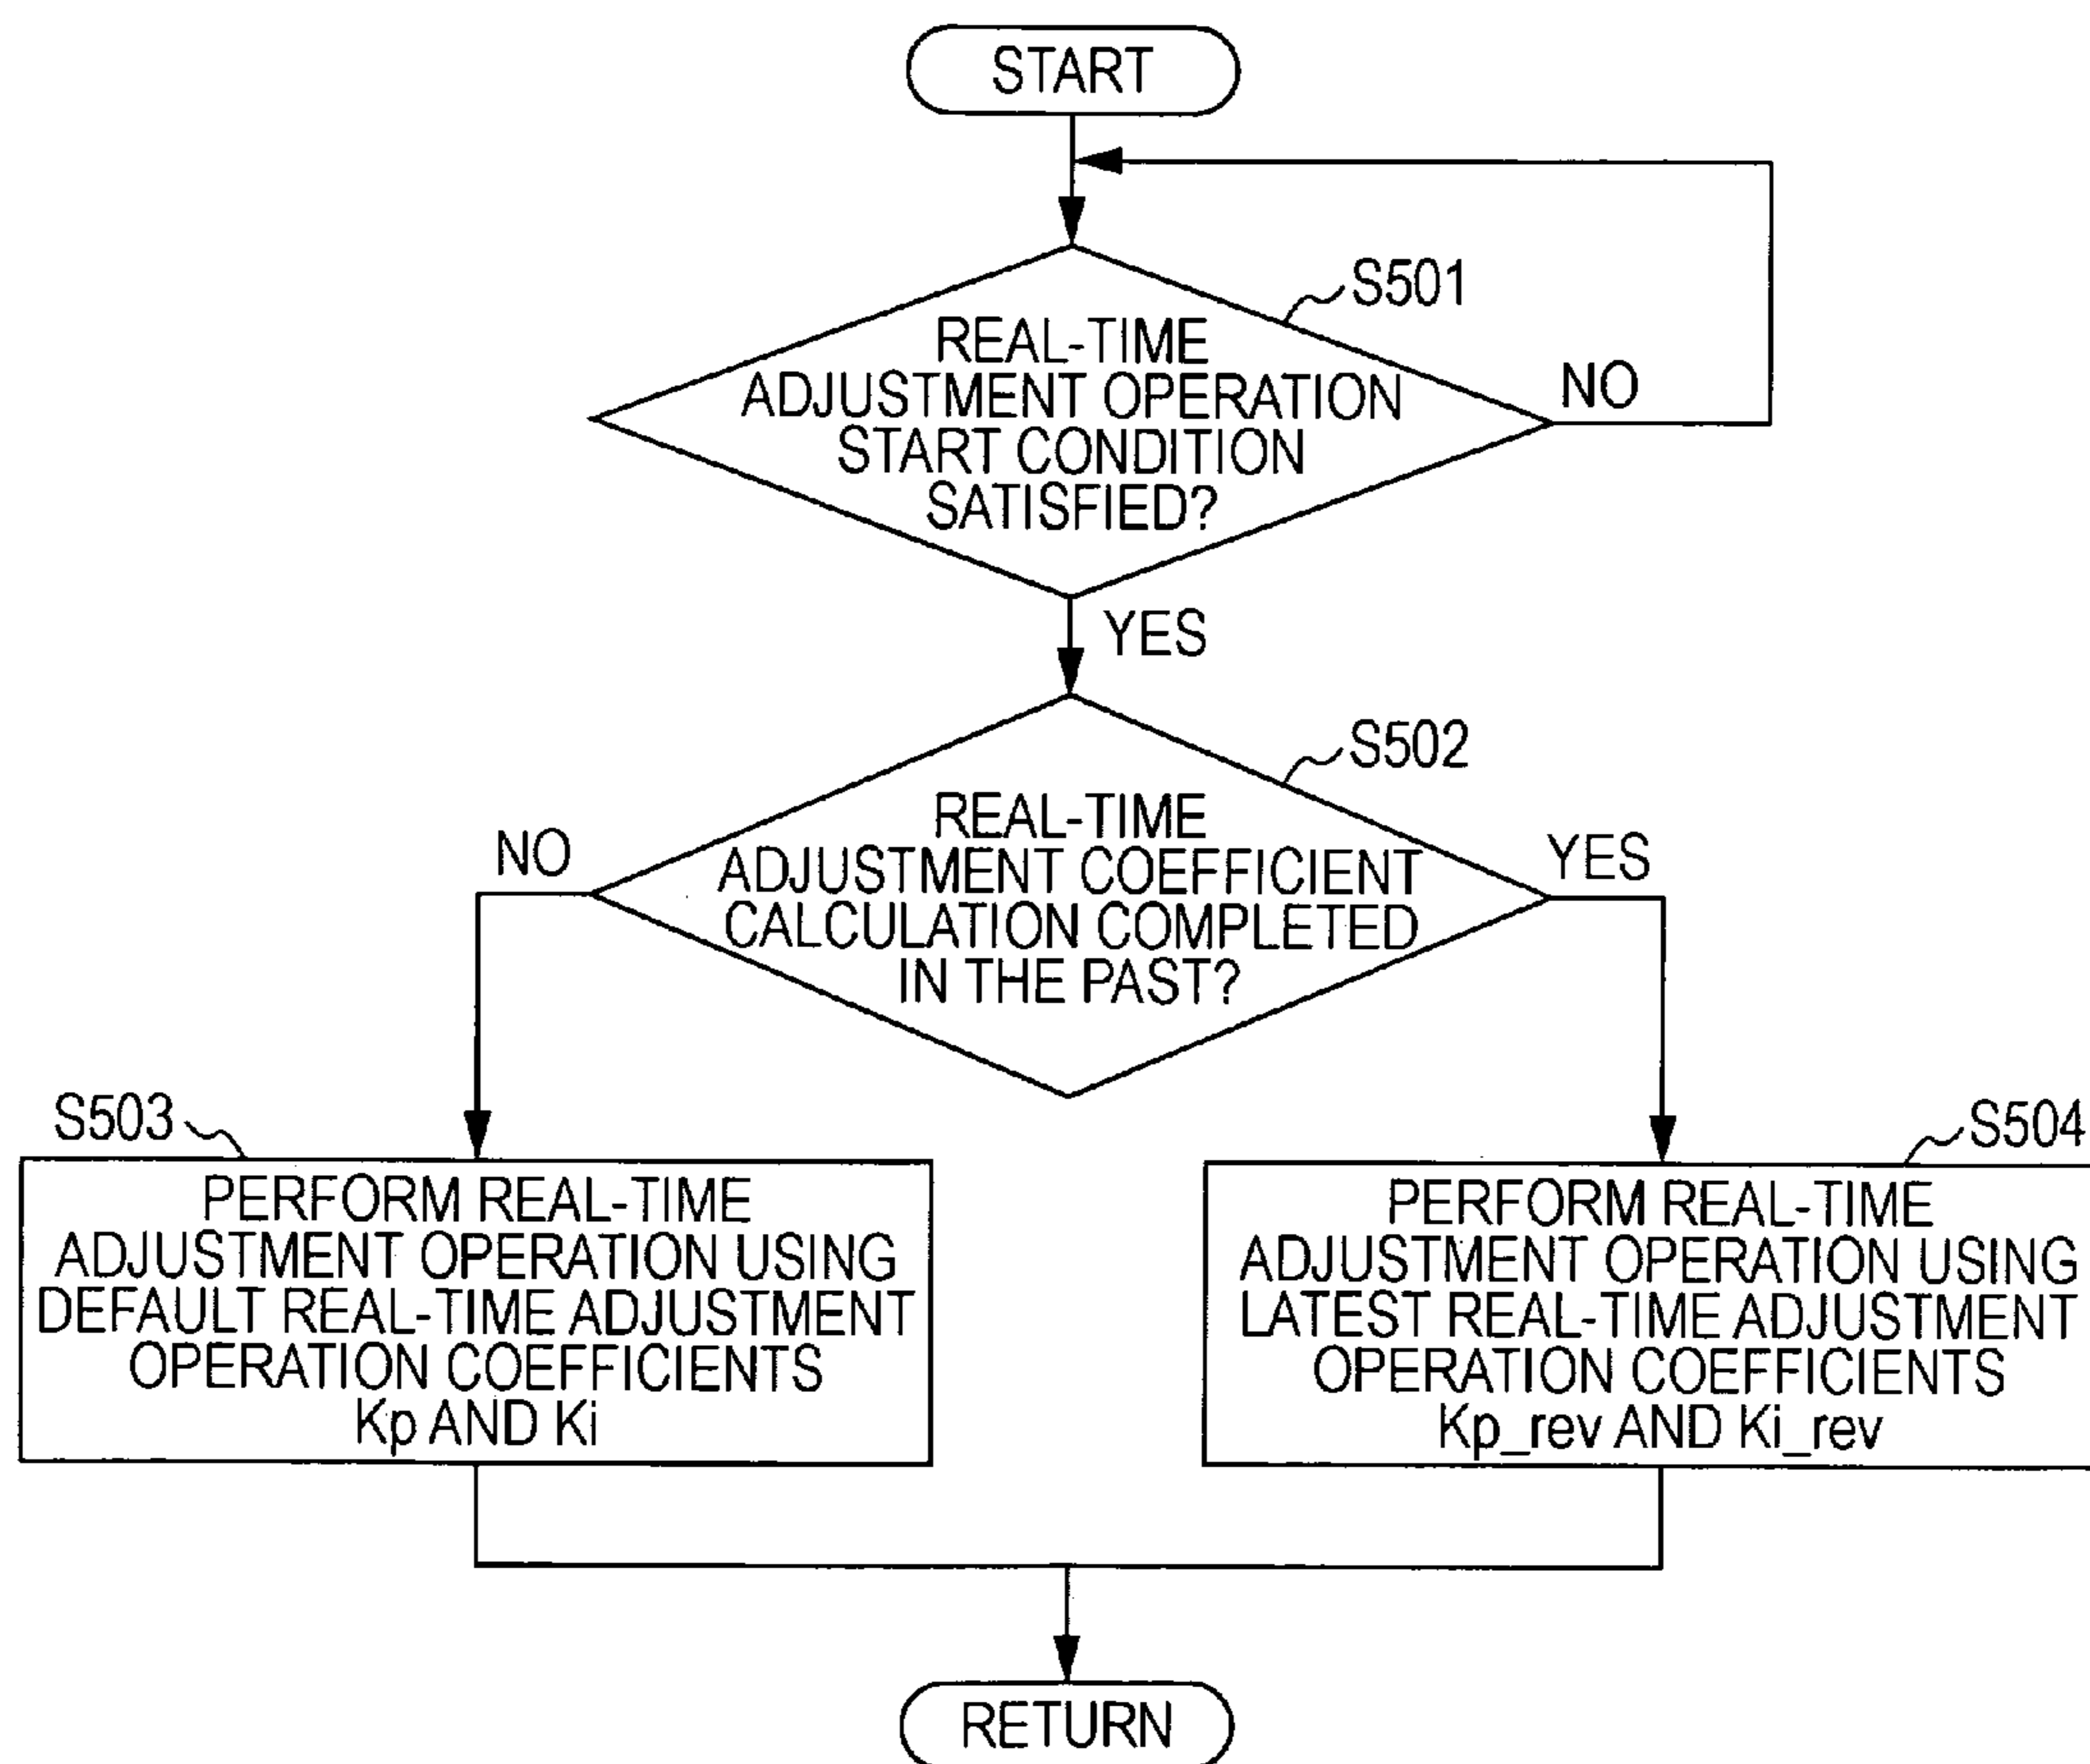 START
S501
REAL-TIME
ADJUSTMENT OPERATION
START CONDITION
SATISFIED?
NO
YES
S502
REAL-TIME
ADJUSTMENT COEFFICIENT
CALCULATION COMPLETED
IN THE PAST?
NO
YES
S503
PERFORM REAL-TIME
ADJUSTMENT OPERATION USING
DEFAULT REAL-TIME ADJUSTMENT
OPERATION COEFFICIENTS
Kp AND Ki
S504
PERFORM REAL-TIME
ADJUSTMENT OPERATION USING
LATEST REAL-TIME ADJUSTMENT
OPERATION COEFFICIENTS
Kp_rev AND Ki_rev
RETURN